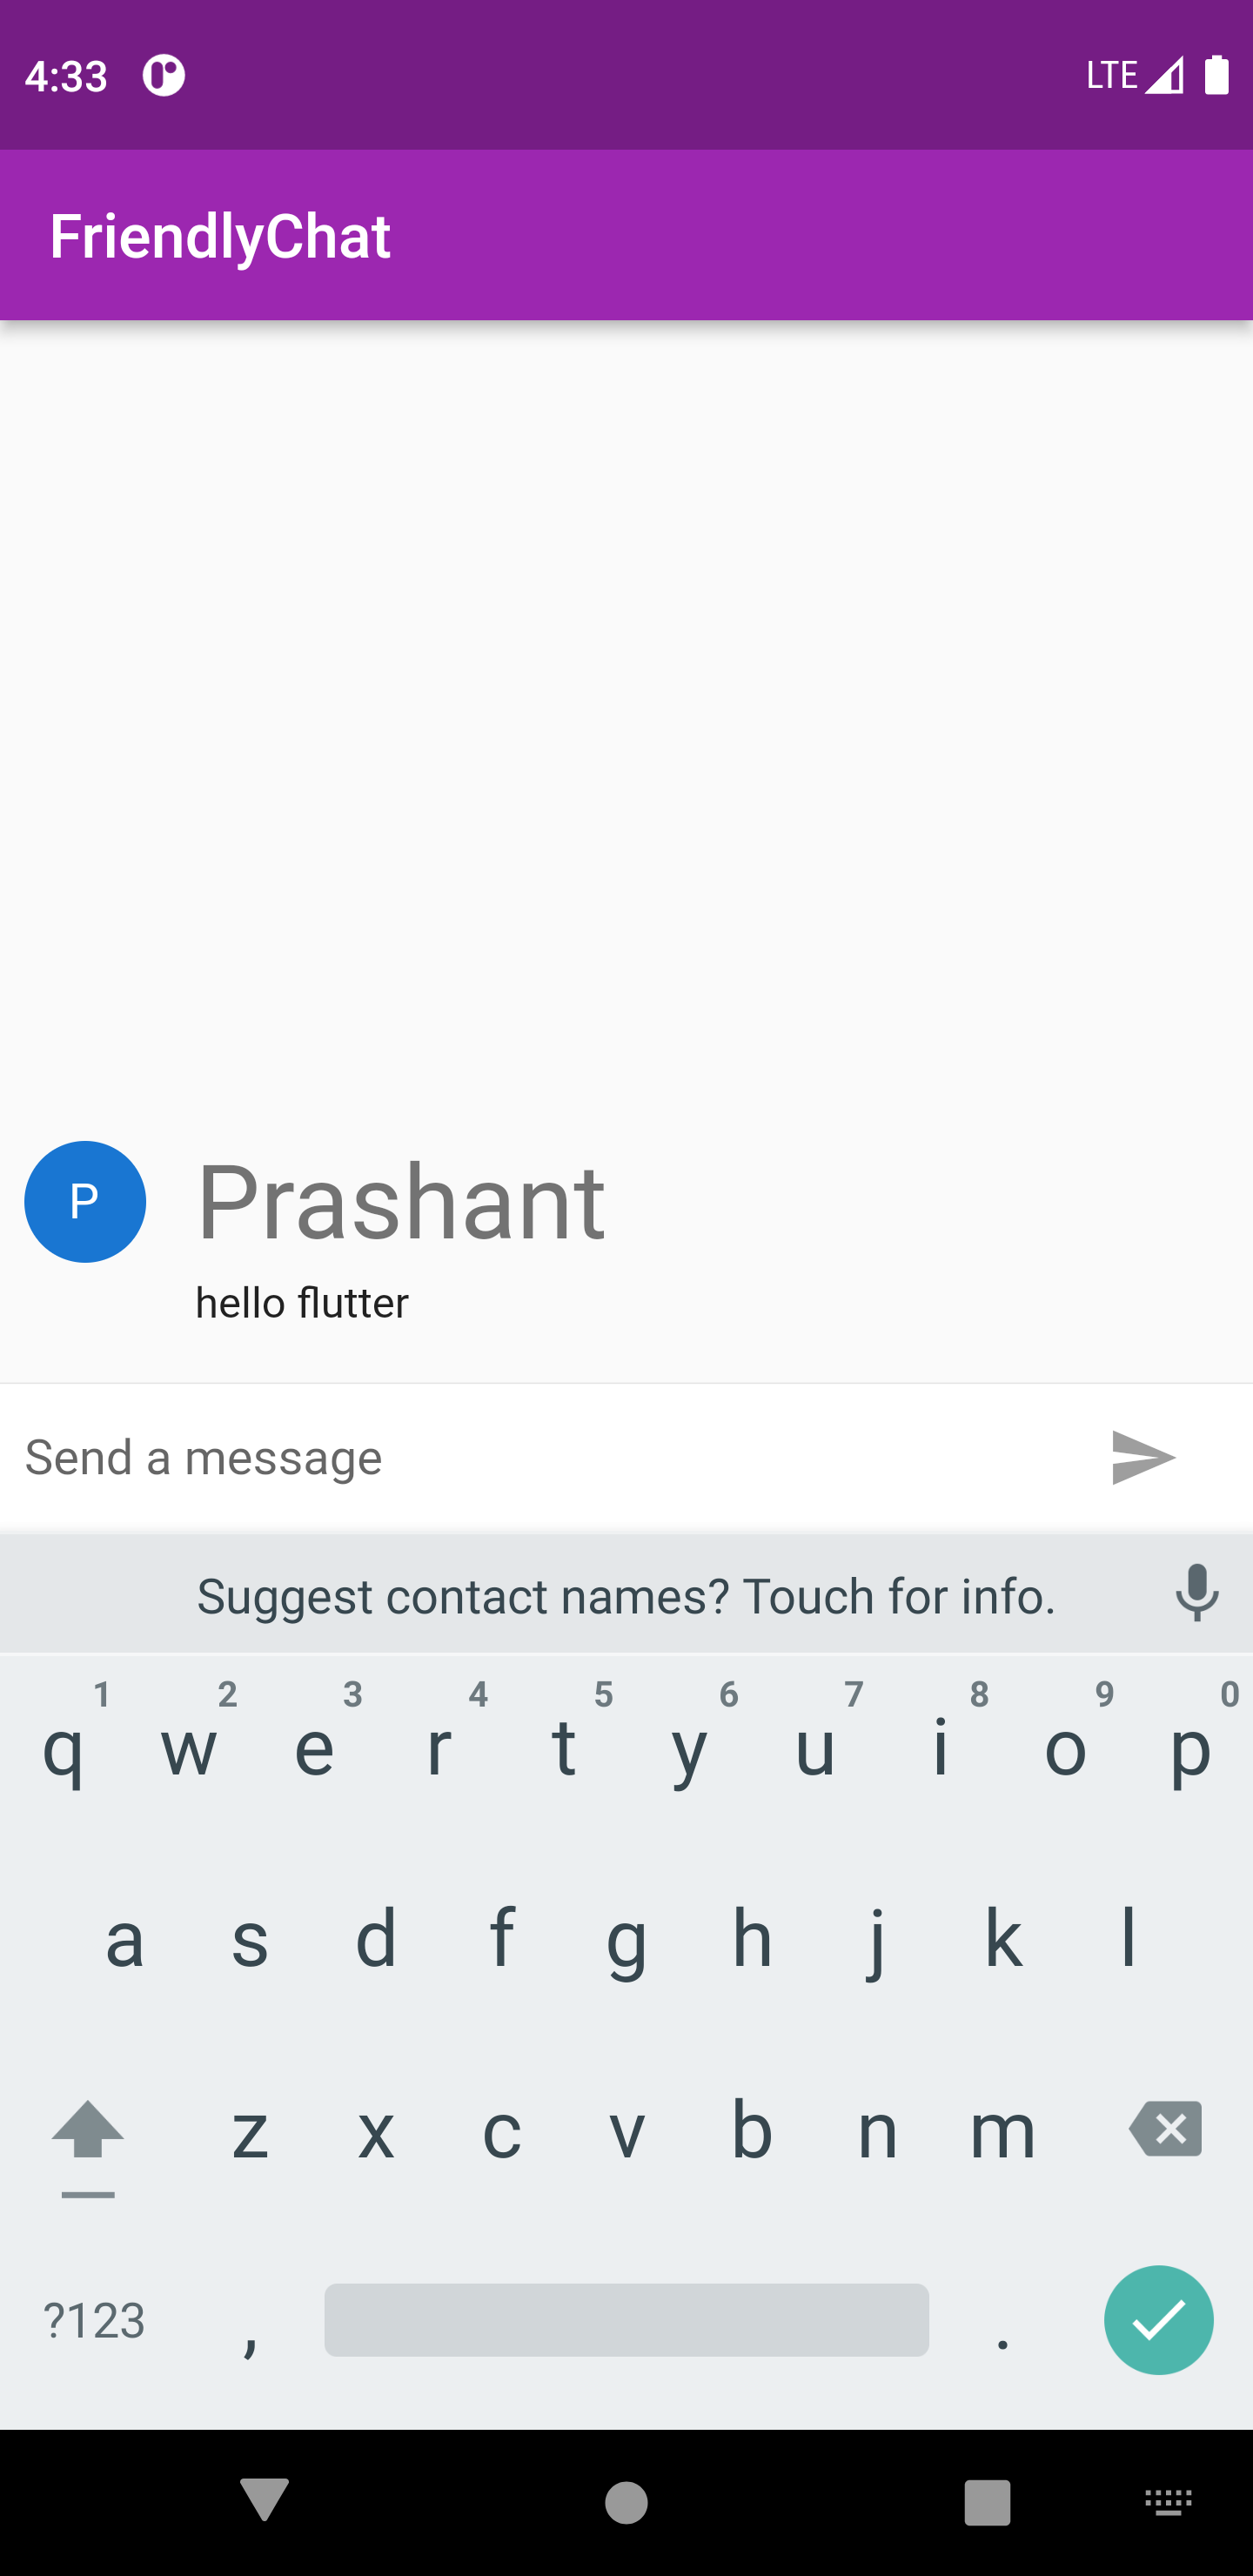 4:33 LTE
FriendlyChat
P Prashant
hello flutter
Send a message
Suggest contact names? Touch for info.
1 2 3 4 5 6 7 8 9 0
q w e r t y u i o p
a s d f g h j k l
z x c v b n m
?123 , .